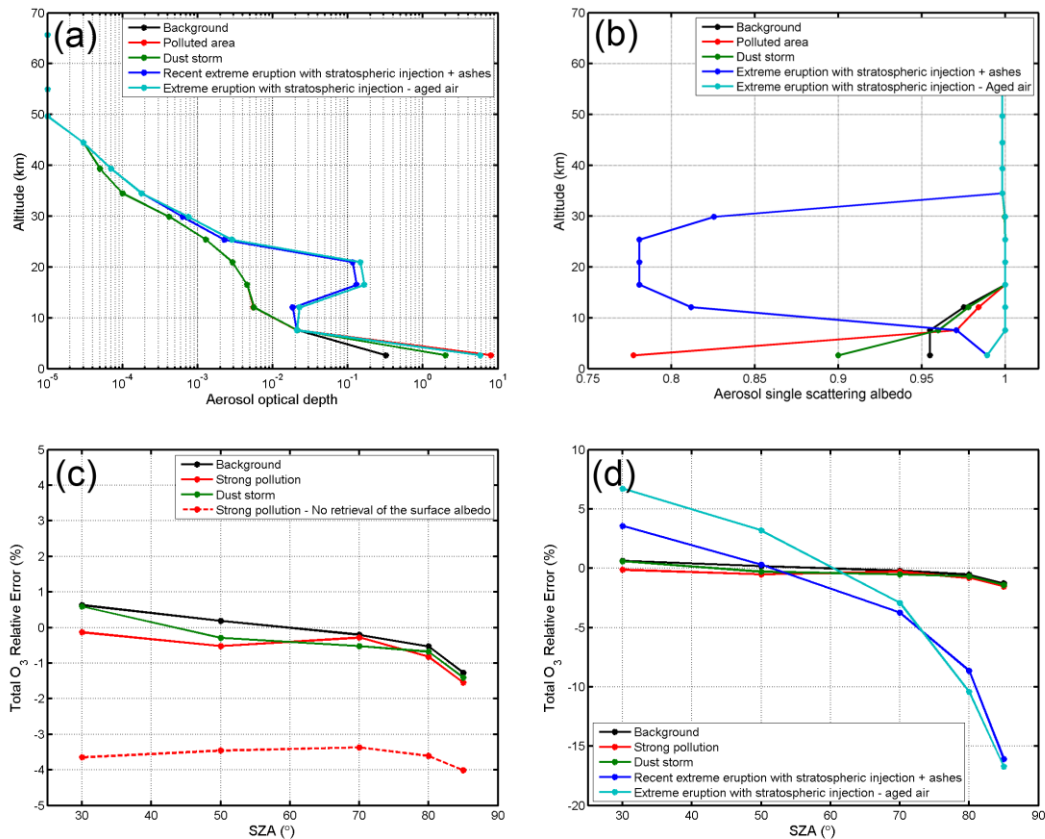 (a)
Background
Polluted area
Dust storm
Recent extreme eruption with stratospheric injection + ashes
Extreme eruption with stratospheric injection - aged air
70
60
50
40
30
20
10
0
Altitude (km)
10^-5
10^-4
10^-3
10^-2
10^-1
10^0
10^1
Aerosol optical depth
(b)
Background
Polluted area
Dust storm
Extreme eruption with stratospheric injection + ashes
Extreme eruption with stratospheric injection - Aged air
70
60
50
40
30
20
10
0
Altitude (km)
0.75
0.8
0.85
0.9
0.95
1
Aerosol single scattering albedo
(c)
Background
Strong pollution
Dust storm
Strong pollution - No retrieval of the surface albedo
5
4
3
2
1
0
-1
-2
-3
-4
-5
Total O3 Relative Error (%)
30
40
50
60
70
80
90
SZA (°)
(d)
10
5
0
-5
-10
-15
-20
Total O3 Relative Error (%)
Background
Strong pollution
Dust storm
Recent extreme eruption with stratospheric injection + ashes
Extreme eruption with stratospheric injection - aged air
30
40
50
60
70
80
90
SZA (°)